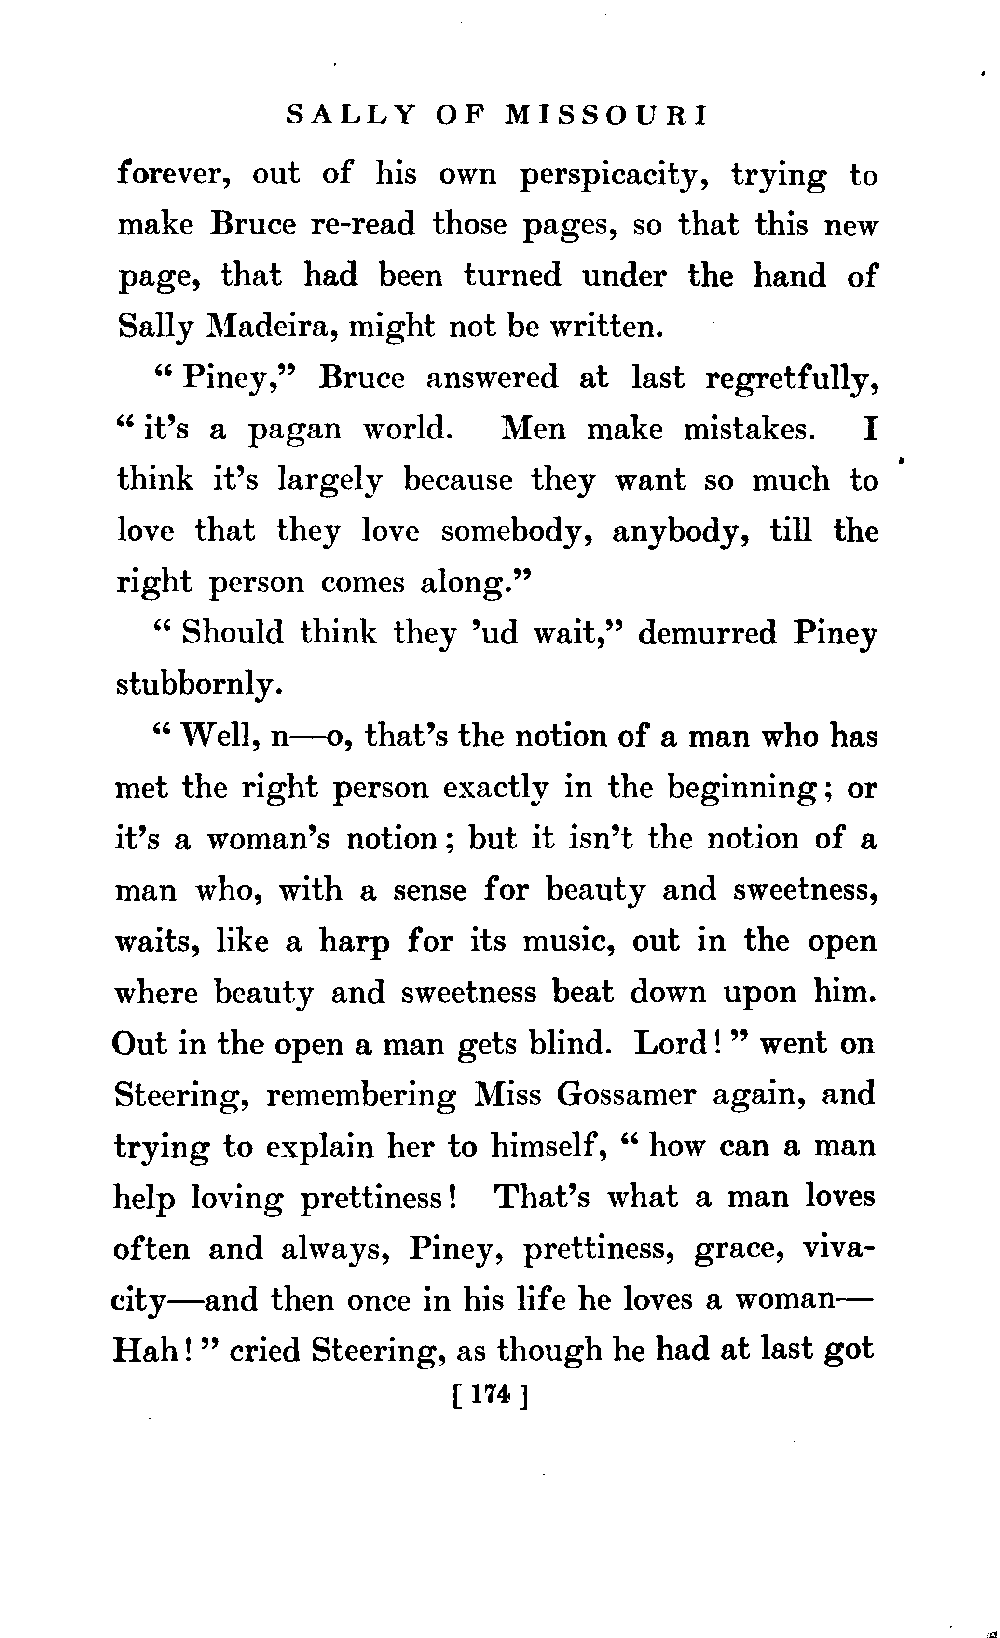 SALLY OF MISSOURI
forever, out of his own perspicacity, trying to
make Bruce re-read those pages, so that this new
page, that had been turned under the hand of
Sally Madeira, might not be written.
“ Piney,” Bruce answered at last regretfully,
“ it’s a pagan world. Men make mistakes. I
think it’s largely because they want so much to
love that they love somebody, anybody, till the
right person comes along.”
“ Should think they ’ud wait,” demurred Piney
stubbornly.
“ Well, n—o, that’s the notion of a man who has
met the right person exactly in the beginning; or
it’s a woman’s notion; but it isn’t the notion of a
man who, with a sense for beauty and sweetness,
waits, like a harp for its music, out in the open
where beauty and sweetness beat down upon him.
Out in the open a man gets blind. Lord! ” went on
Steering, remembering Miss Gossamer again, and
trying to explain her to himself, “ how can a man
help loving prettiness! That’s what a man loves
often and always, Piney, prettiness, grace, viva-
city—and then once in his life he loves a woman—
Hah! ” cried Steering, as though he had at last got
[ 174 ]